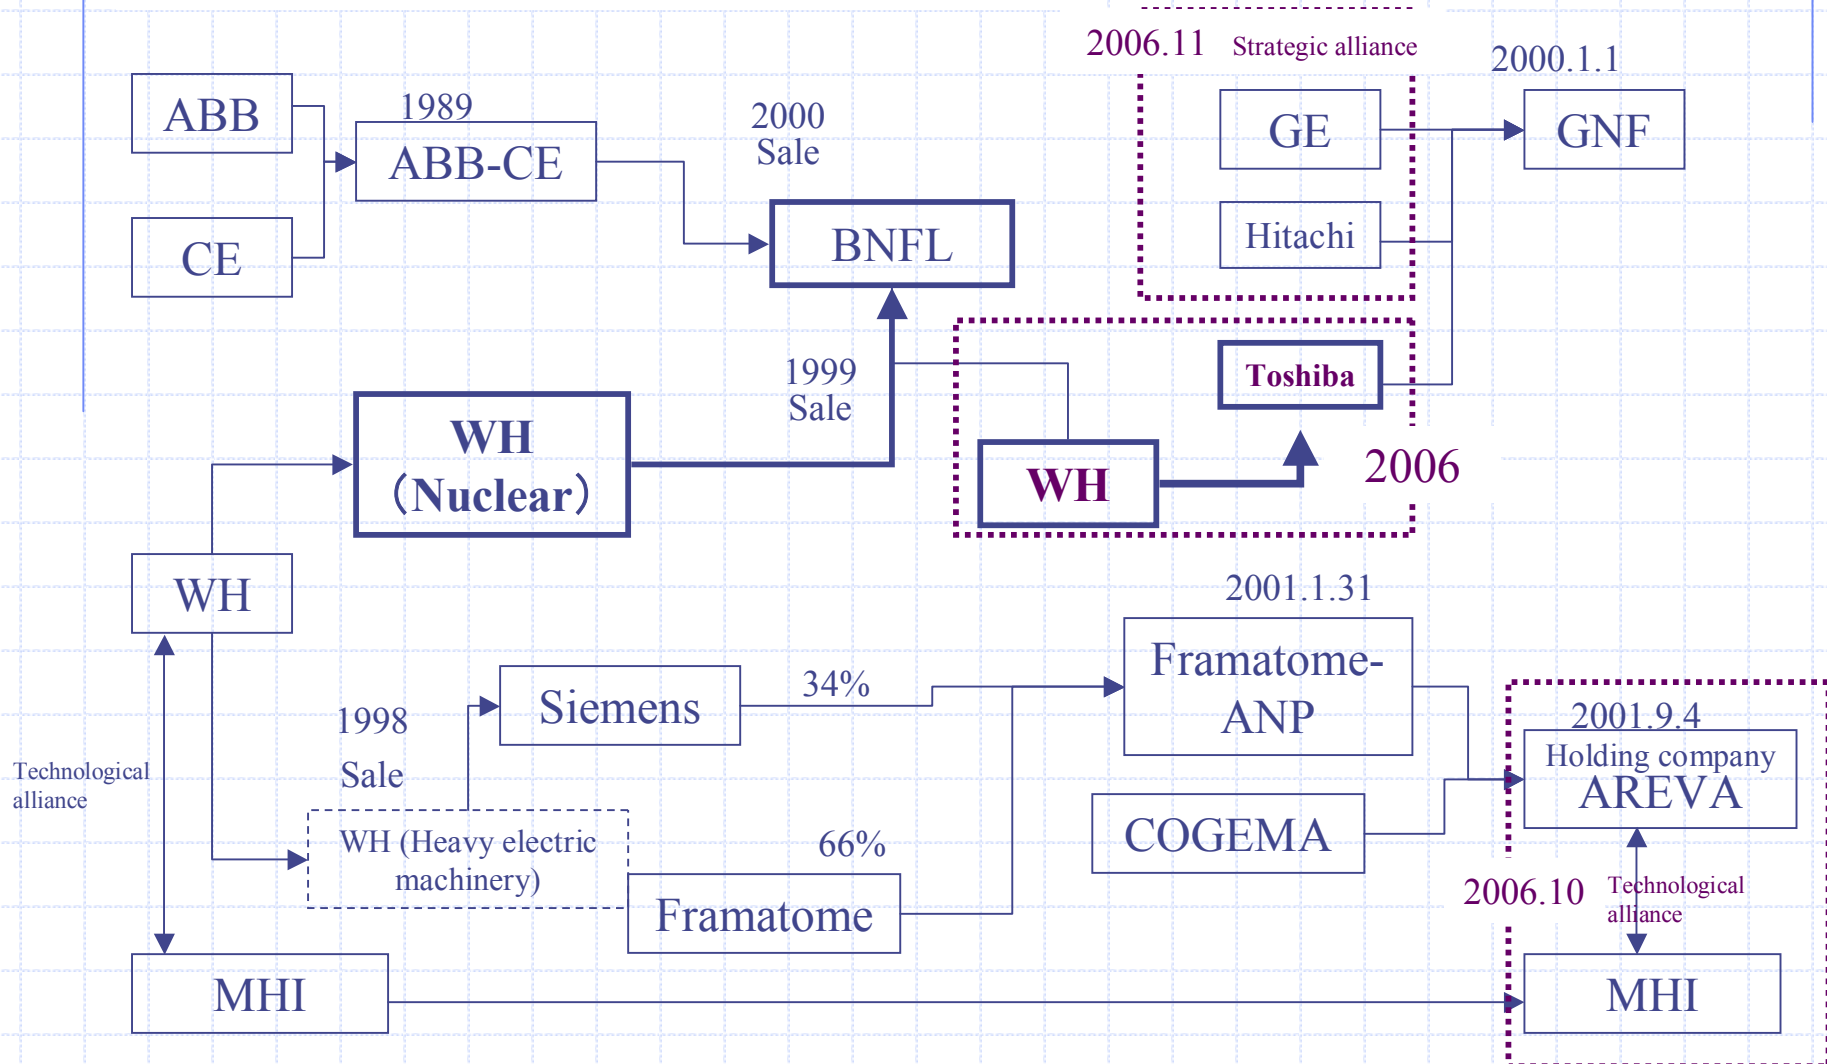 2006.11 Strategic alliance
2000.1.1
ABB
1989
ABB-CE
2000
Sale
GE
GNF
CE
BNFL
Hitachi
1999
Sale
Toshiba
WH
（Nuclear）
WH
2006
WH
2001.1.31
Framatome-
ANP
Siemens
34%
1998
Sale
2001.9.4
Holding company
AREVA
Technological
alliance
WH (Heavy electric
machinery)
66%
COGEMA
Framatome
2006.10
Technological
alliance
MHI
MHI